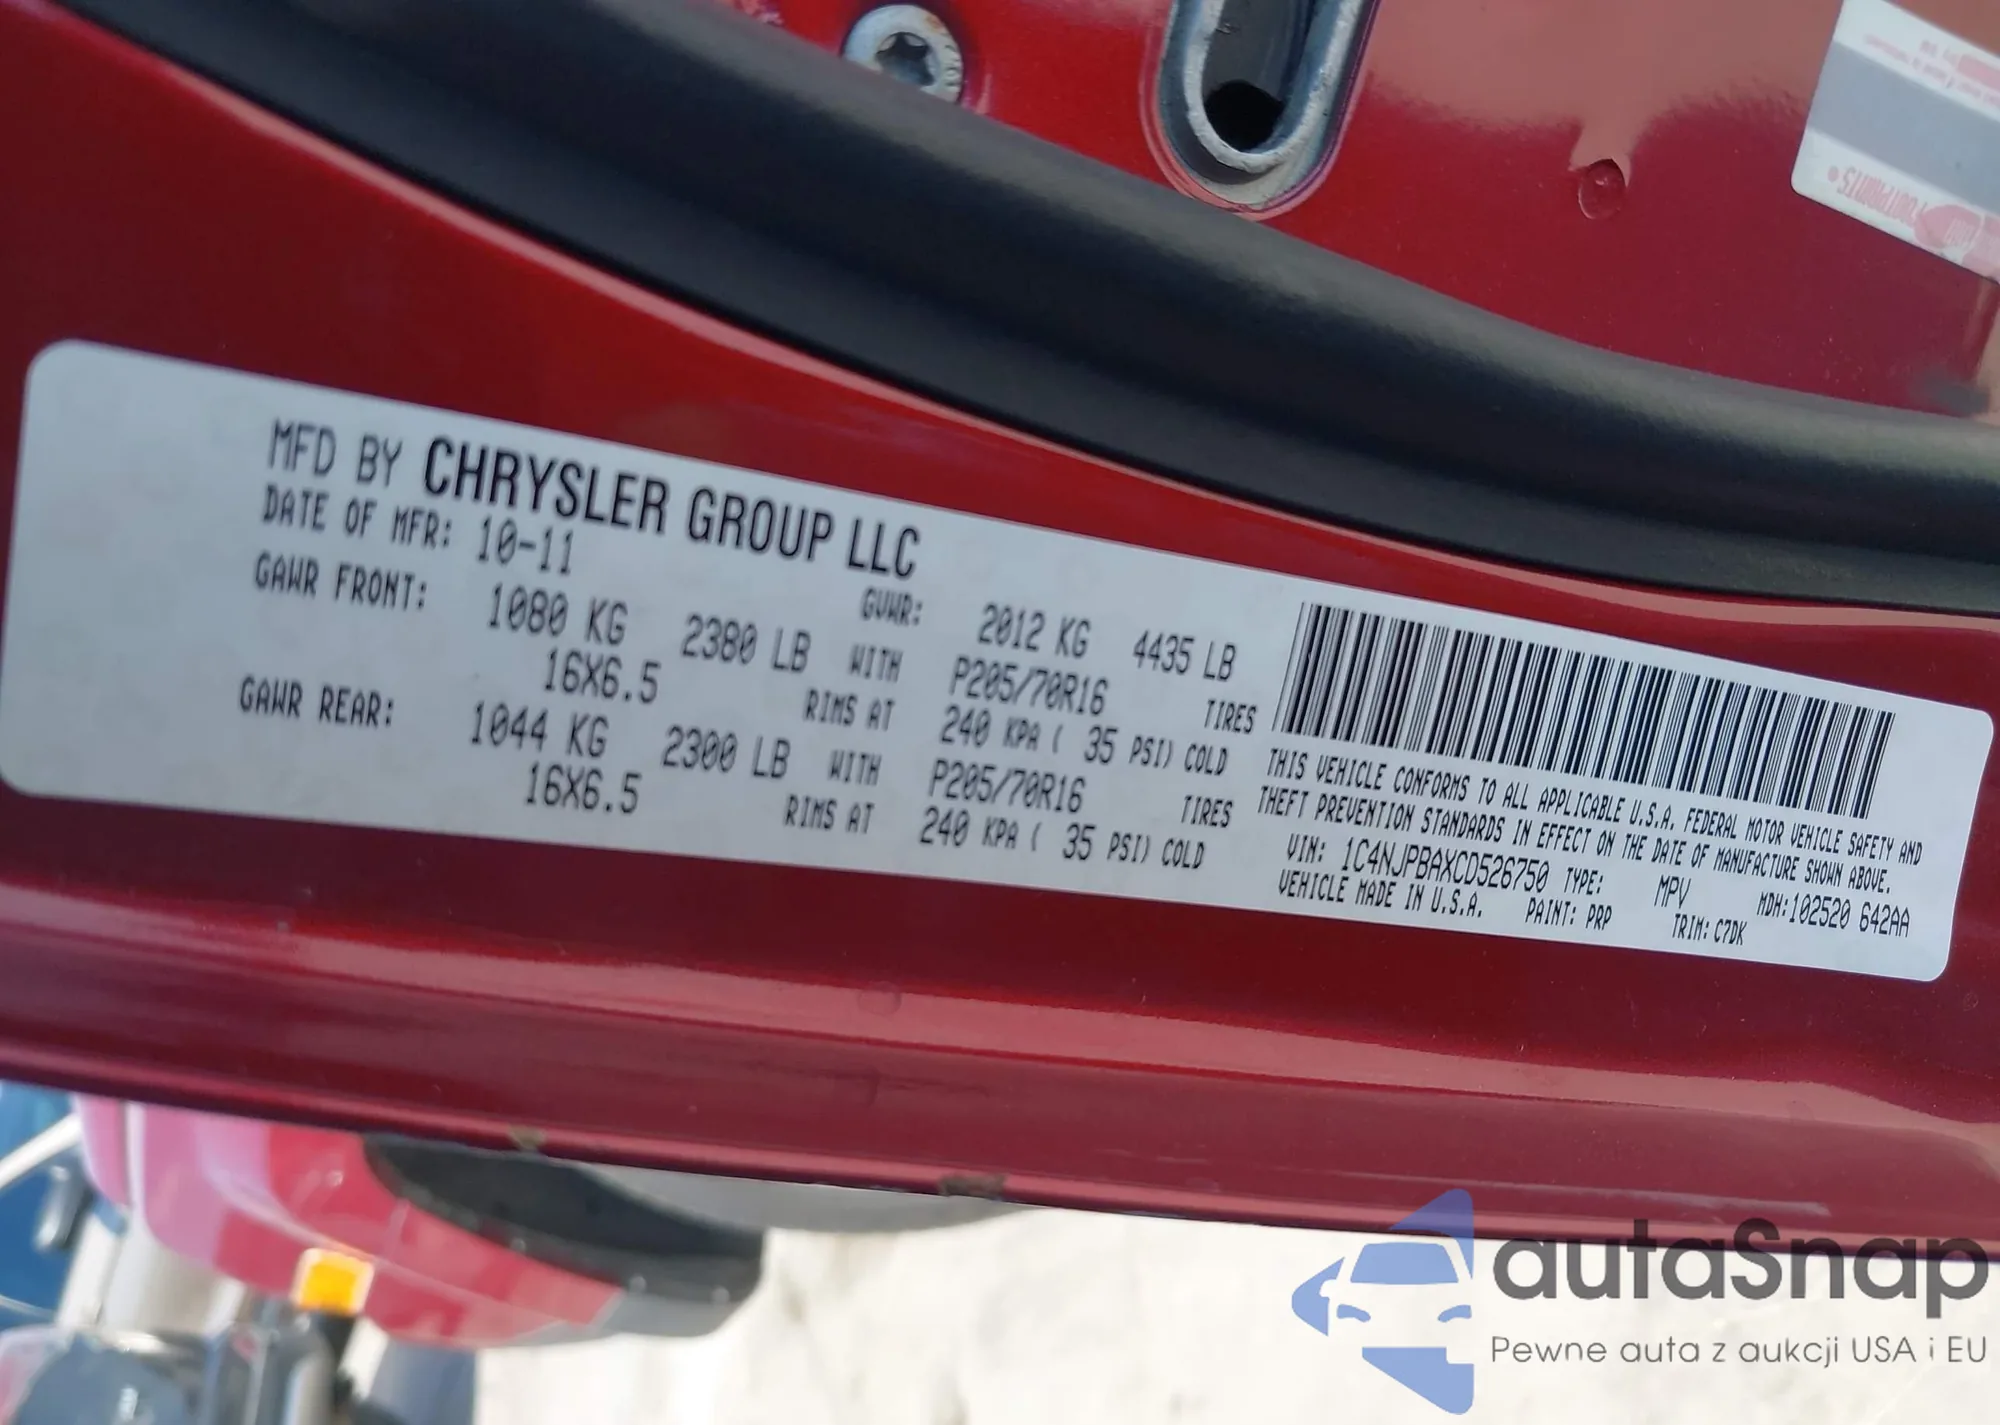 FOOTPRINTS®
MFD BY CHRYSLER GROUP LLC
DATE OF MFR: 10-11 GVWR: 2012 KG 4435 LB
GAWR FRONT: 1080 KG 2380 LB WITH P205/70R16 TIRES
16X6.5 RIMS AT 240 KPA ( 35 PSI) COLD
GAWR REAR: 1044 KG 2300 LB WITH P205/70R16 TIRES
16X6.5 RIMS AT 240 KPA ( 35 PSI) COLD
THIS VEHICLE CONFORMS TO ALL APPLICABLE U.S.A. FEDERAL MOTOR VEHICLE SAFETY AND
THEFT PREVENTION STANDARDS IN EFFECT ON THE DATE OF MANUFACTURE SHOWN ABOVE.
VIN: 1C4NJPBAXCD526750 TYPE: MPV MDH:102520 642AA
VEHICLE MADE IN U.S.A. PAINT: PRP TRIM: C7DK
autaSnap
Pewne auta z aukcji USA i EU